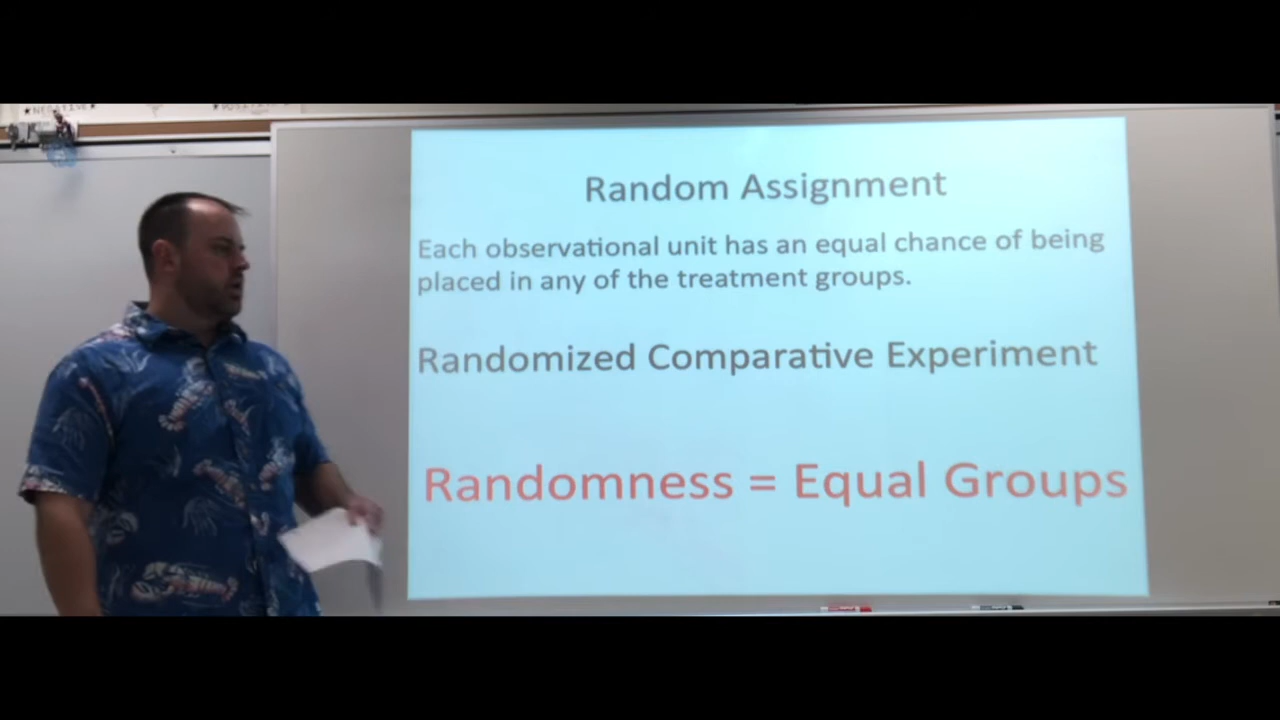 ★NEGATIVE★
Random Assignment
Each observational unit has an equal chance of being
placed in any of the treatment groups.
Randomized Comparative Experiment
Randomness = Equal Groups